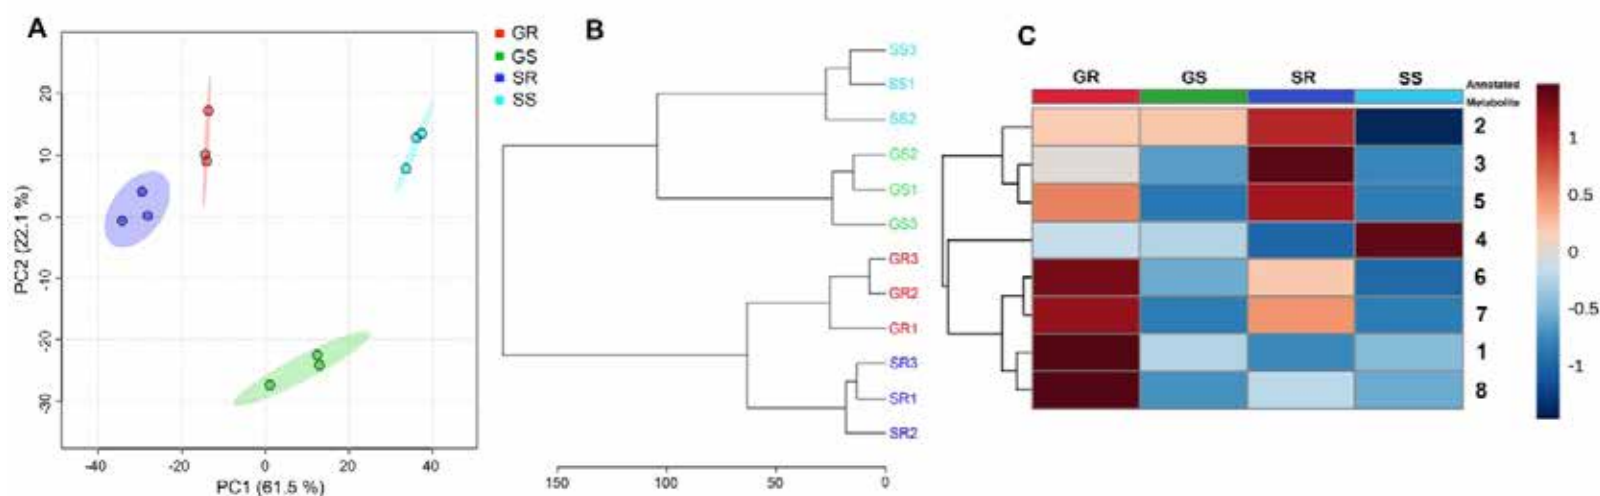 A
GR
GS
SR
SS
20
10
0
-10
-20
-30
PC2 (22.1 %)
-40
-20
0
20
40
PC1 (61.5 %)
B
SS3
SS1
SS2
GS2
GS1
GS3
GR3
GR2
GR1
SR3
SR1
SR2
150
100
50
0
C
GR
GS
SR
SS
Annotated
Metabolite
2
3
5
4
6
7
1
8
1
0.5
0
-0.5
-1